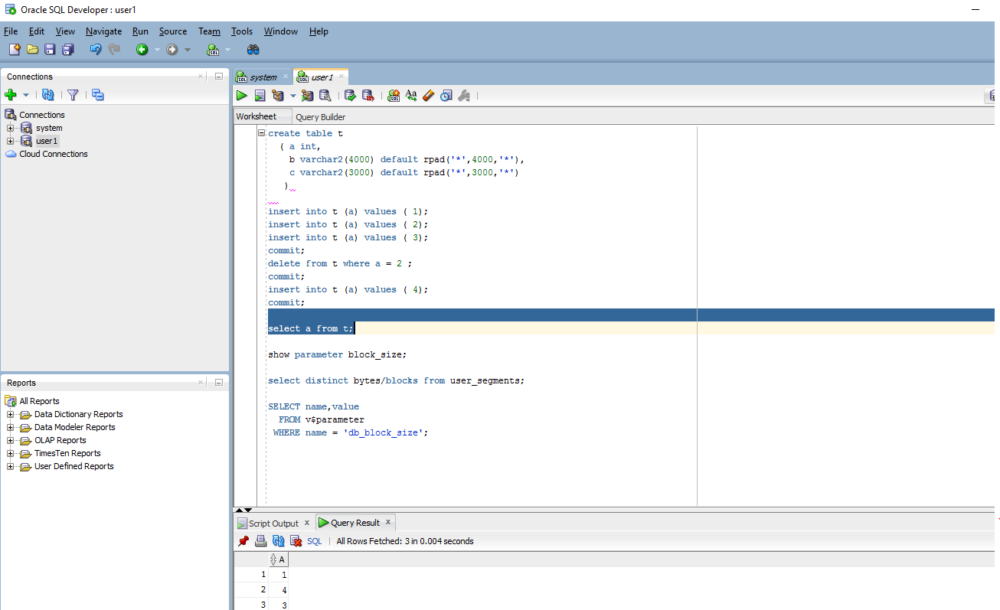 Oracle SQL Developer : user1
File Edit View Navigate Run Source Team Tools Window Help
Connections
Connections
system
user1
Cloud Connections
Reports
All Reports
Data Dictionary Reports
Data Modeler Reports
OLAP Reports
TimesTen Reports
User Defined Reports
system
user1
Worksheet Query Builder
create table t
( a int,
b varchar2(4000) default rpad('*',4000,'*'),
c varchar2(3000) default rpad('*',3000,'*')
)
insert into t (a) values ( 1);
insert into t (a) values ( 2);
insert into t (a) values ( 3);
commit;
delete from t where a = 2 ;
commit;
insert into t (a) values ( 4);
commit;
select a from t;
show parameter block_size;
select distinct bytes/blocks from user_segments;
SELECT name,value
FROM v$parameter
WHERE name = 'db_block_size';
Script Output x Query Result x
SQL | All Rows Fetched: 3 in 0.004 seconds
A
1 1
2 4
3 3